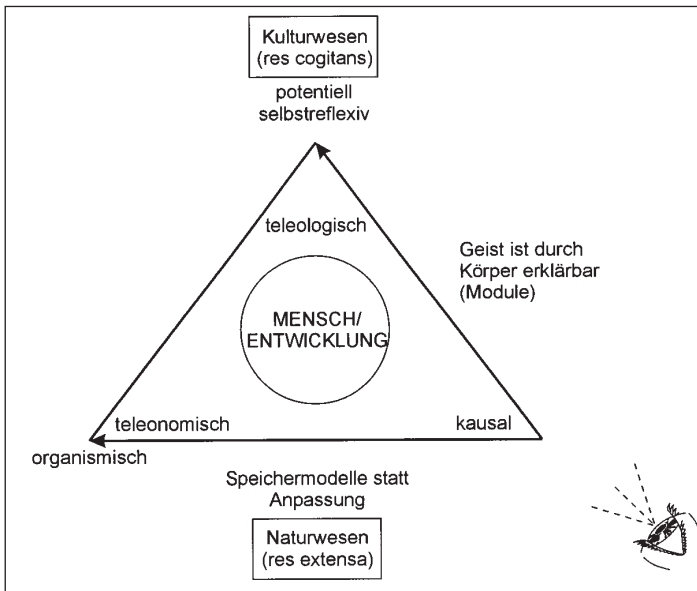 Kulturwesen
(res cogitans)
potentiell
selbstreflexiv
teleologisch
Geist ist durch
Körper erklärbar
(Module)
MENSCH/
ENTWICKLUNG
teleonomisch
kausal
organismisch
Speichermodelle statt
Anpassung
Naturwesen
(res extensa)